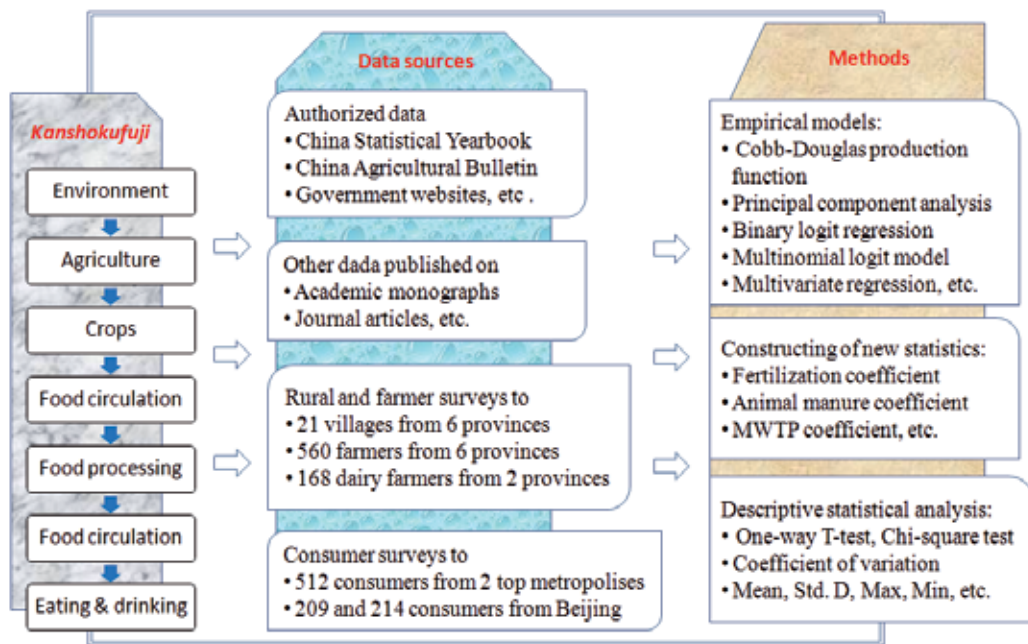 Kanshokufuji
Environment
Agriculture
Crops
Food circulation
Food processing
Food circulation
Eating & drinking
Data sources
Authorized data
• China Statistical Yearbook
• China Agricultural Bulletin
• Government websites, etc .
Other dada published on
• Academic monographs
• Journal articles, etc.
Rural and farmer surveys to
• 21 villages from 6 provinces
• 560 farmers from 6 provinces
• 168 dairy farmers from 2 provinces
Consumer surveys to
• 512 consumers from 2 top metropolises
• 209 and 214 consumers from Beijing
Methods
Empirical models:
• Cobb-Douglas production
function
• Principal component analysis
• Binary logit regression
• Multinomial logit model
• Multivariate regression, etc.
Constructing of new statistics:
• Fertilization coefficient
• Animal manure coefficient
• MWTP coefficient, etc.
Descriptive statistical analysis:
• One-way T-test, Chi-square test
• Coefficient of variation
• Mean, Std. D, Max, Min, etc.